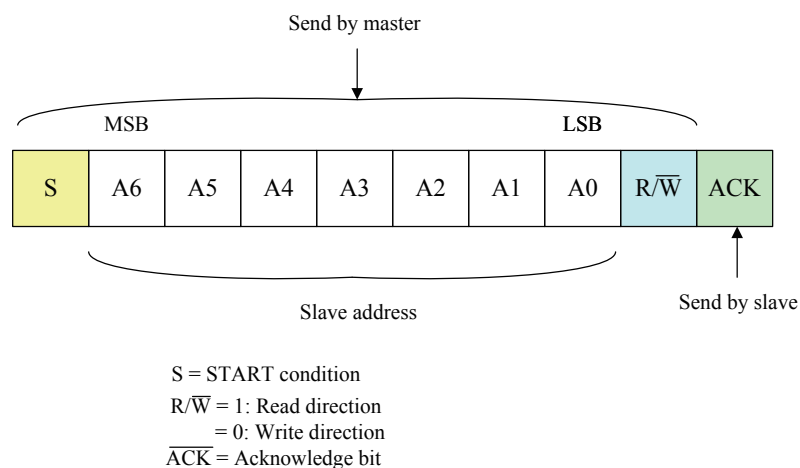 Send by master
MSB LSB
S A6 A5 A4 A3 A2 A1 A0 R/W̅ ACK
Slave address
Send by slave
S = START condition
R/W̅ = 1: Read direction
= 0: Write direction
A̅C̅K̅ = Acknowledge bit